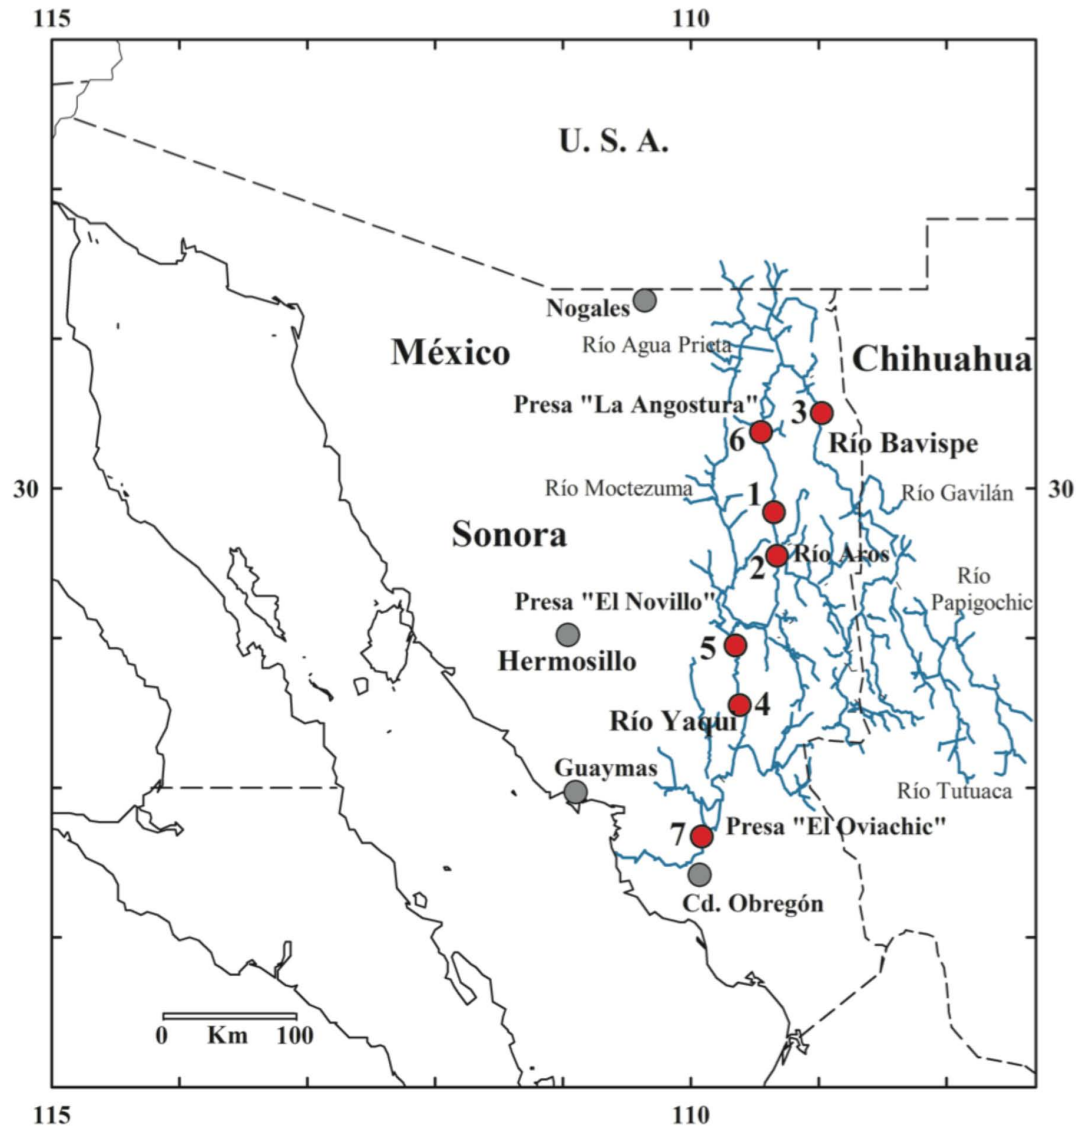 115 110
U. S. A.
Nogales
Río Agua Prieta
México
Chihuahua
Presa "La Angostura"
3
6
Río Bavispe
30
Río Moctezuma
1
Río Gavilán
30
Sonora
2
Río Aros
Río
Papigochic
Presa "El Novillo"
5
Hermosillo
4
Río Yaqui
Guaymas
Río Tutuaca
7
Presa "El Oviachic"
Cd. Obregón
0 Km 100
115 110